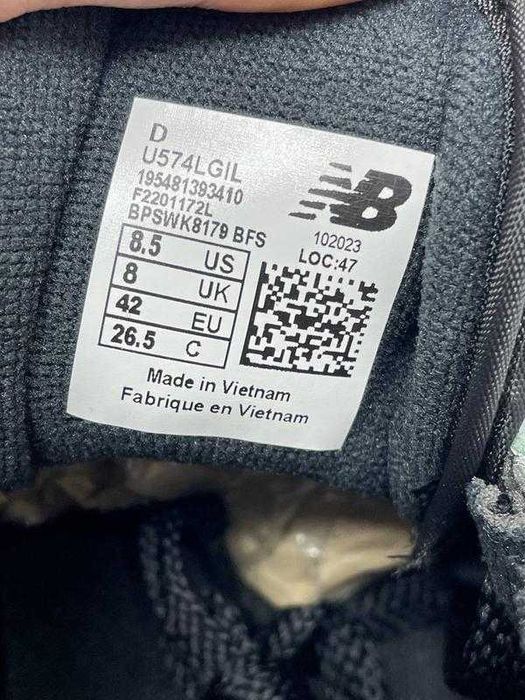 D
U574LGIL
195481393410
F2201172L
BPSWK8179 BFS
8.5 US
8 UK
42 EU
26.5 C
NB
102023
LOC:47
Made in Vietnam
Fabrique en Vietnam